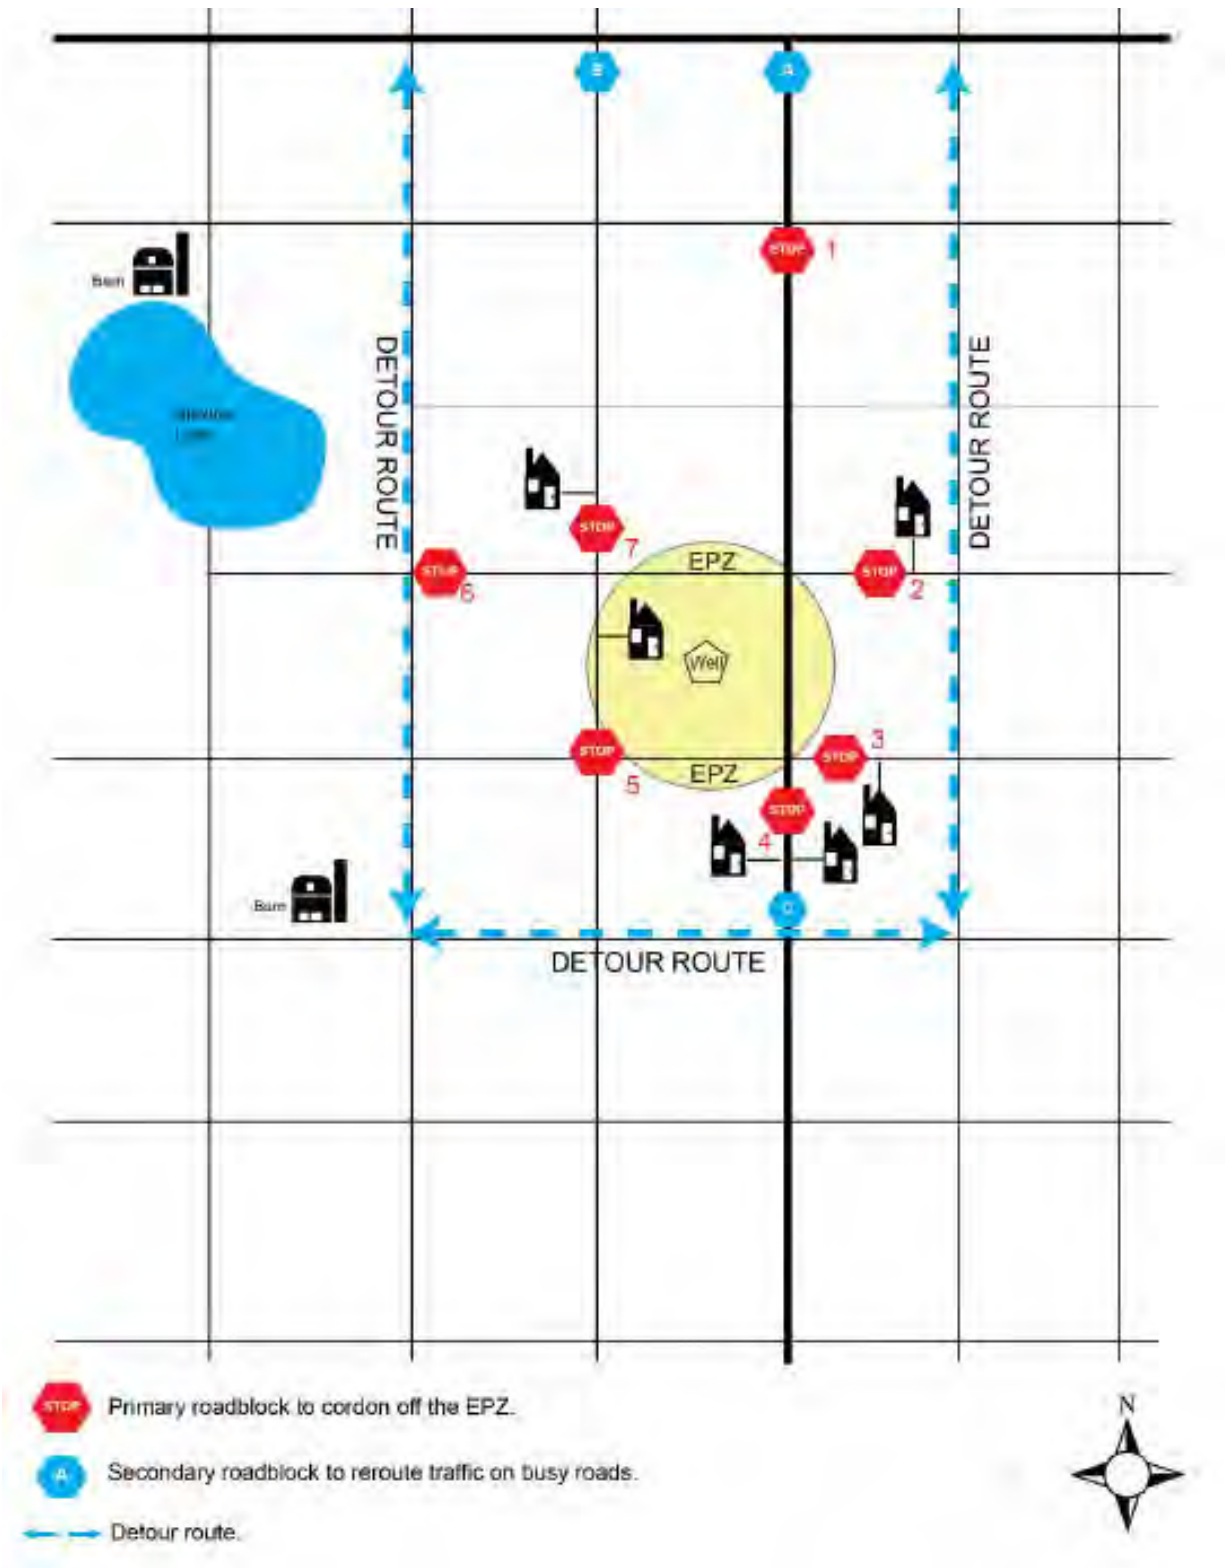 B
A
STOP
1
Barn
DETOUR ROUTE
DETOUR ROUTE
STOP
7
EPZ
STOP
6
STOP
2
Well
STOP
3
STOP
5
EPZ
STOP
4
Barn
C
DETOUR ROUTE
STOP
Primary roadblock to cordon off the EPZ.
N
A
Secondary roadblock to reroute traffic on busy roads.
Detour route.